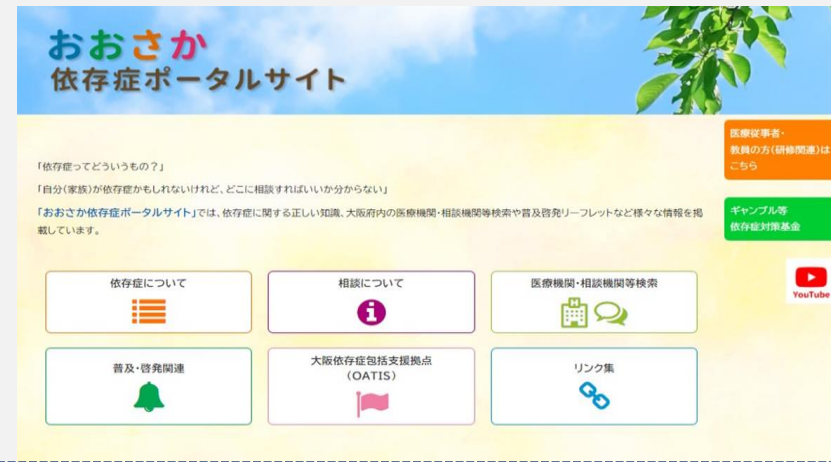 おおさか
依存症ポータルサイト
「依存症ってどういうもの？」
「自分(家族)が依存症かもしれないけれど、どこに相談すればいいか分からない」
「おおさか依存症ポータルサイト」では、依存症に関する正しい知識、大阪府内の医療機関・相談機関等検索や普及啓発リーフレットなど様々な情報を掲
載しています。
医療従事者・
教員の方(研修関連)は
こちら
ギャンブル等
依存症対策基金
YouTube
依存症について
相談について
医療機関・相談機関等検索
普及・啓発関連
大阪依存症包括支援拠点
(OATIS)
リンク集